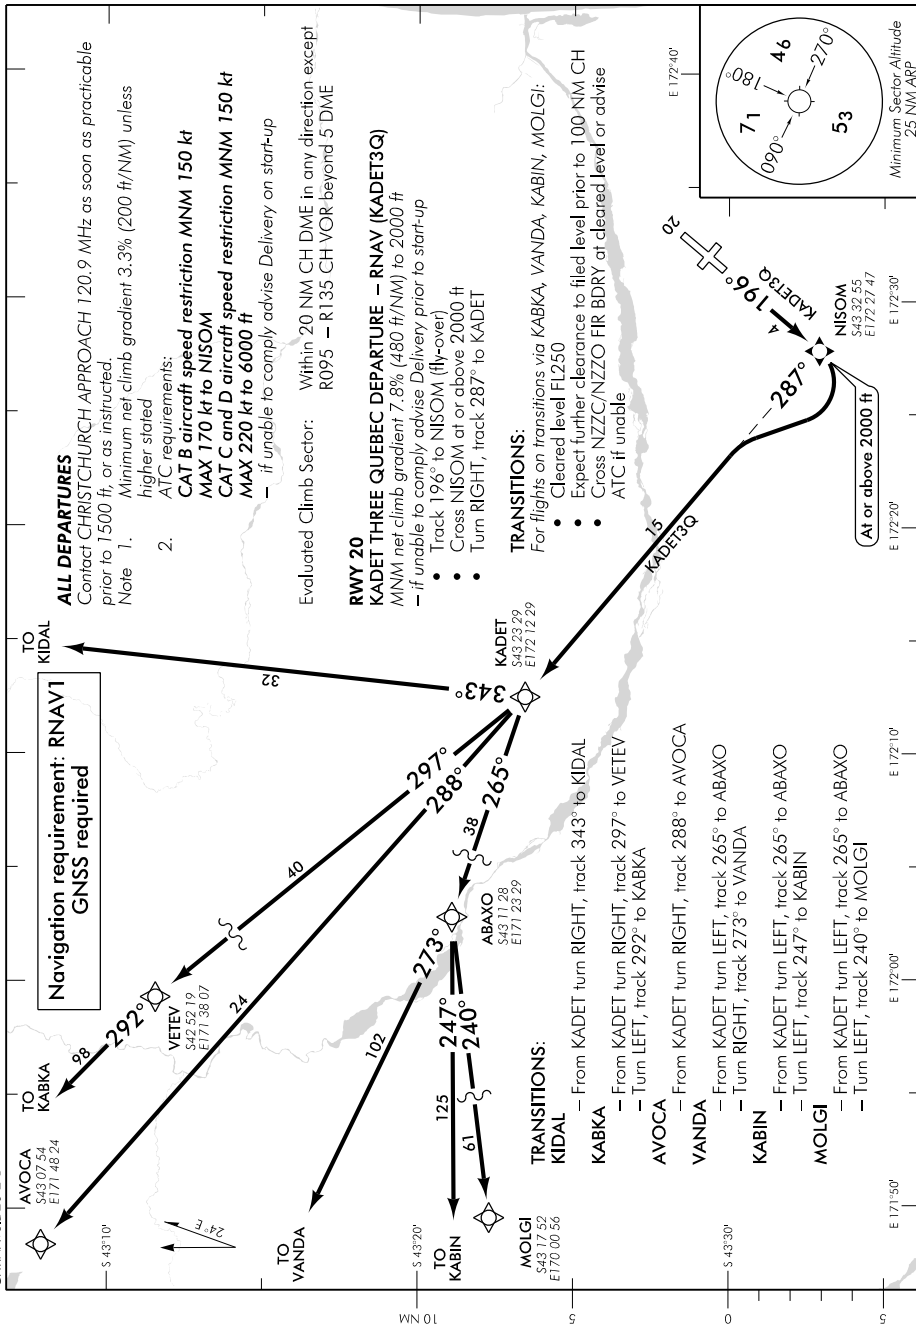 Navigation requirement: RNAV1
GNSS required
ALL DEPARTURES
Contact CHRISTCHURCH APPROACH 120.9 MHz as soon as practicable
prior to 1500 ft, or as instructed.
Note 1. Minimum net climb gradient 3.3% (200 ft/NM) unless
higher stated
2. ATC requirements:
CAT B aircraft speed restriction MNM 150 kt
MAX 170 kt to NISOM
CAT C and D aircraft speed restriction MNM 150 kt
MAX 220 kt to 6000 ft
– if unable to comply advise Delivery on start-up
Evaluated Climb Sector: Within 20 NM CH DME in any direction except
R095 – R135 CH VOR beyond 5 DME
RWY 20
KADET THREE QUEBEC DEPARTURE – RNAV (KADET3Q)
MNM net climb gradient 7.8% (480 ft/NM) to 2000 ft
– if unable to comply advise Delivery prior to start-up
• Track 196° to NISOM (fly-over)
• Cross NISOM at or above 2000 ft
• Turn RIGHT, track 287° to KADET
TRANSITIONS:
For flights on transitions via KABKA, VANDA, KABIN, MOLGI:
• Cleared level FL250
• Expect further clearance to filed level prior to 100 NM CH
• Cross NZZC/NZZO FIR BDRY at cleared level or advise
ATC if unable
TO
KIDAL
32
343°
KADET
S43 23 29
E172 12 29
297°
288°
265°
40
24
38
VETEV
S42 52 19
E171 38 07
292°
98
TO
KABKA
AVOCA
S43 07 54
E171 48 24
24°E
ABAXO
S43 11 28
E171 23 29
273°
247°
240°
102
125
61
TO
VANDA
TO
KABIN
MOLGI
S43 17 52
E170 00 56
15
KADET3Q
287°
4
196°
KADET3Q
20
NISOM
S43 32 55
E172 27 47
At or above 2000 ft
TRANSITIONS:
KIDAL – From KADET turn RIGHT, track 343° to KIDAL
KABKA – From KADET turn RIGHT, track 297° to VETEV
– Turn LEFT, track 292° to KABKA
AVOCA – From KADET turn RIGHT, track 288° to AVOCA
VANDA – From KADET turn LEFT, track 265° to ABAXO
– Turn RIGHT, track 273° to VANDA
KABIN – From KADET turn LEFT, track 265° to ABAXO
– Turn LEFT, track 247° to KABIN
MOLGI – From KADET turn LEFT, track 265° to ABAXO
– Turn LEFT, track 240° to MOLGI
180°
270°
090°
71
46
53
Minimum Sector Altitude
25 NM ARP
S 43°10'
S 43°20'
S 43°30'
10 NM
5
0
5
E 171°50'
E 172°00'
E 172°10'
E 172°20'
E 172°30'
E 172°40'